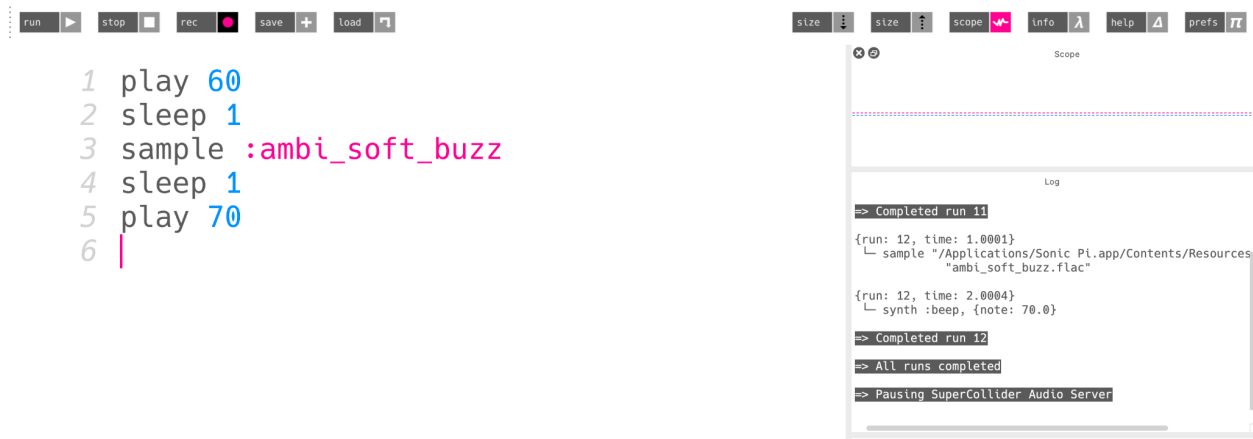 run stop rec save load size size scope info help prefs
Scope
1 play 60
2 sleep 1
3 sample :ambi_soft_buzz
4 sleep 1
5 play 70
6
Log
=> Completed run 11
{run: 12, time: 1.0001}
└─ sample "/Applications/Sonic Pi.app/Contents/Resources
"ambi_soft_buzz.flac"
{run: 12, time: 2.0004}
└─ synth :beep, {note: 70.0}
=> Completed run 12
=> All runs completed
=> Pausing SuperCollider Audio Server